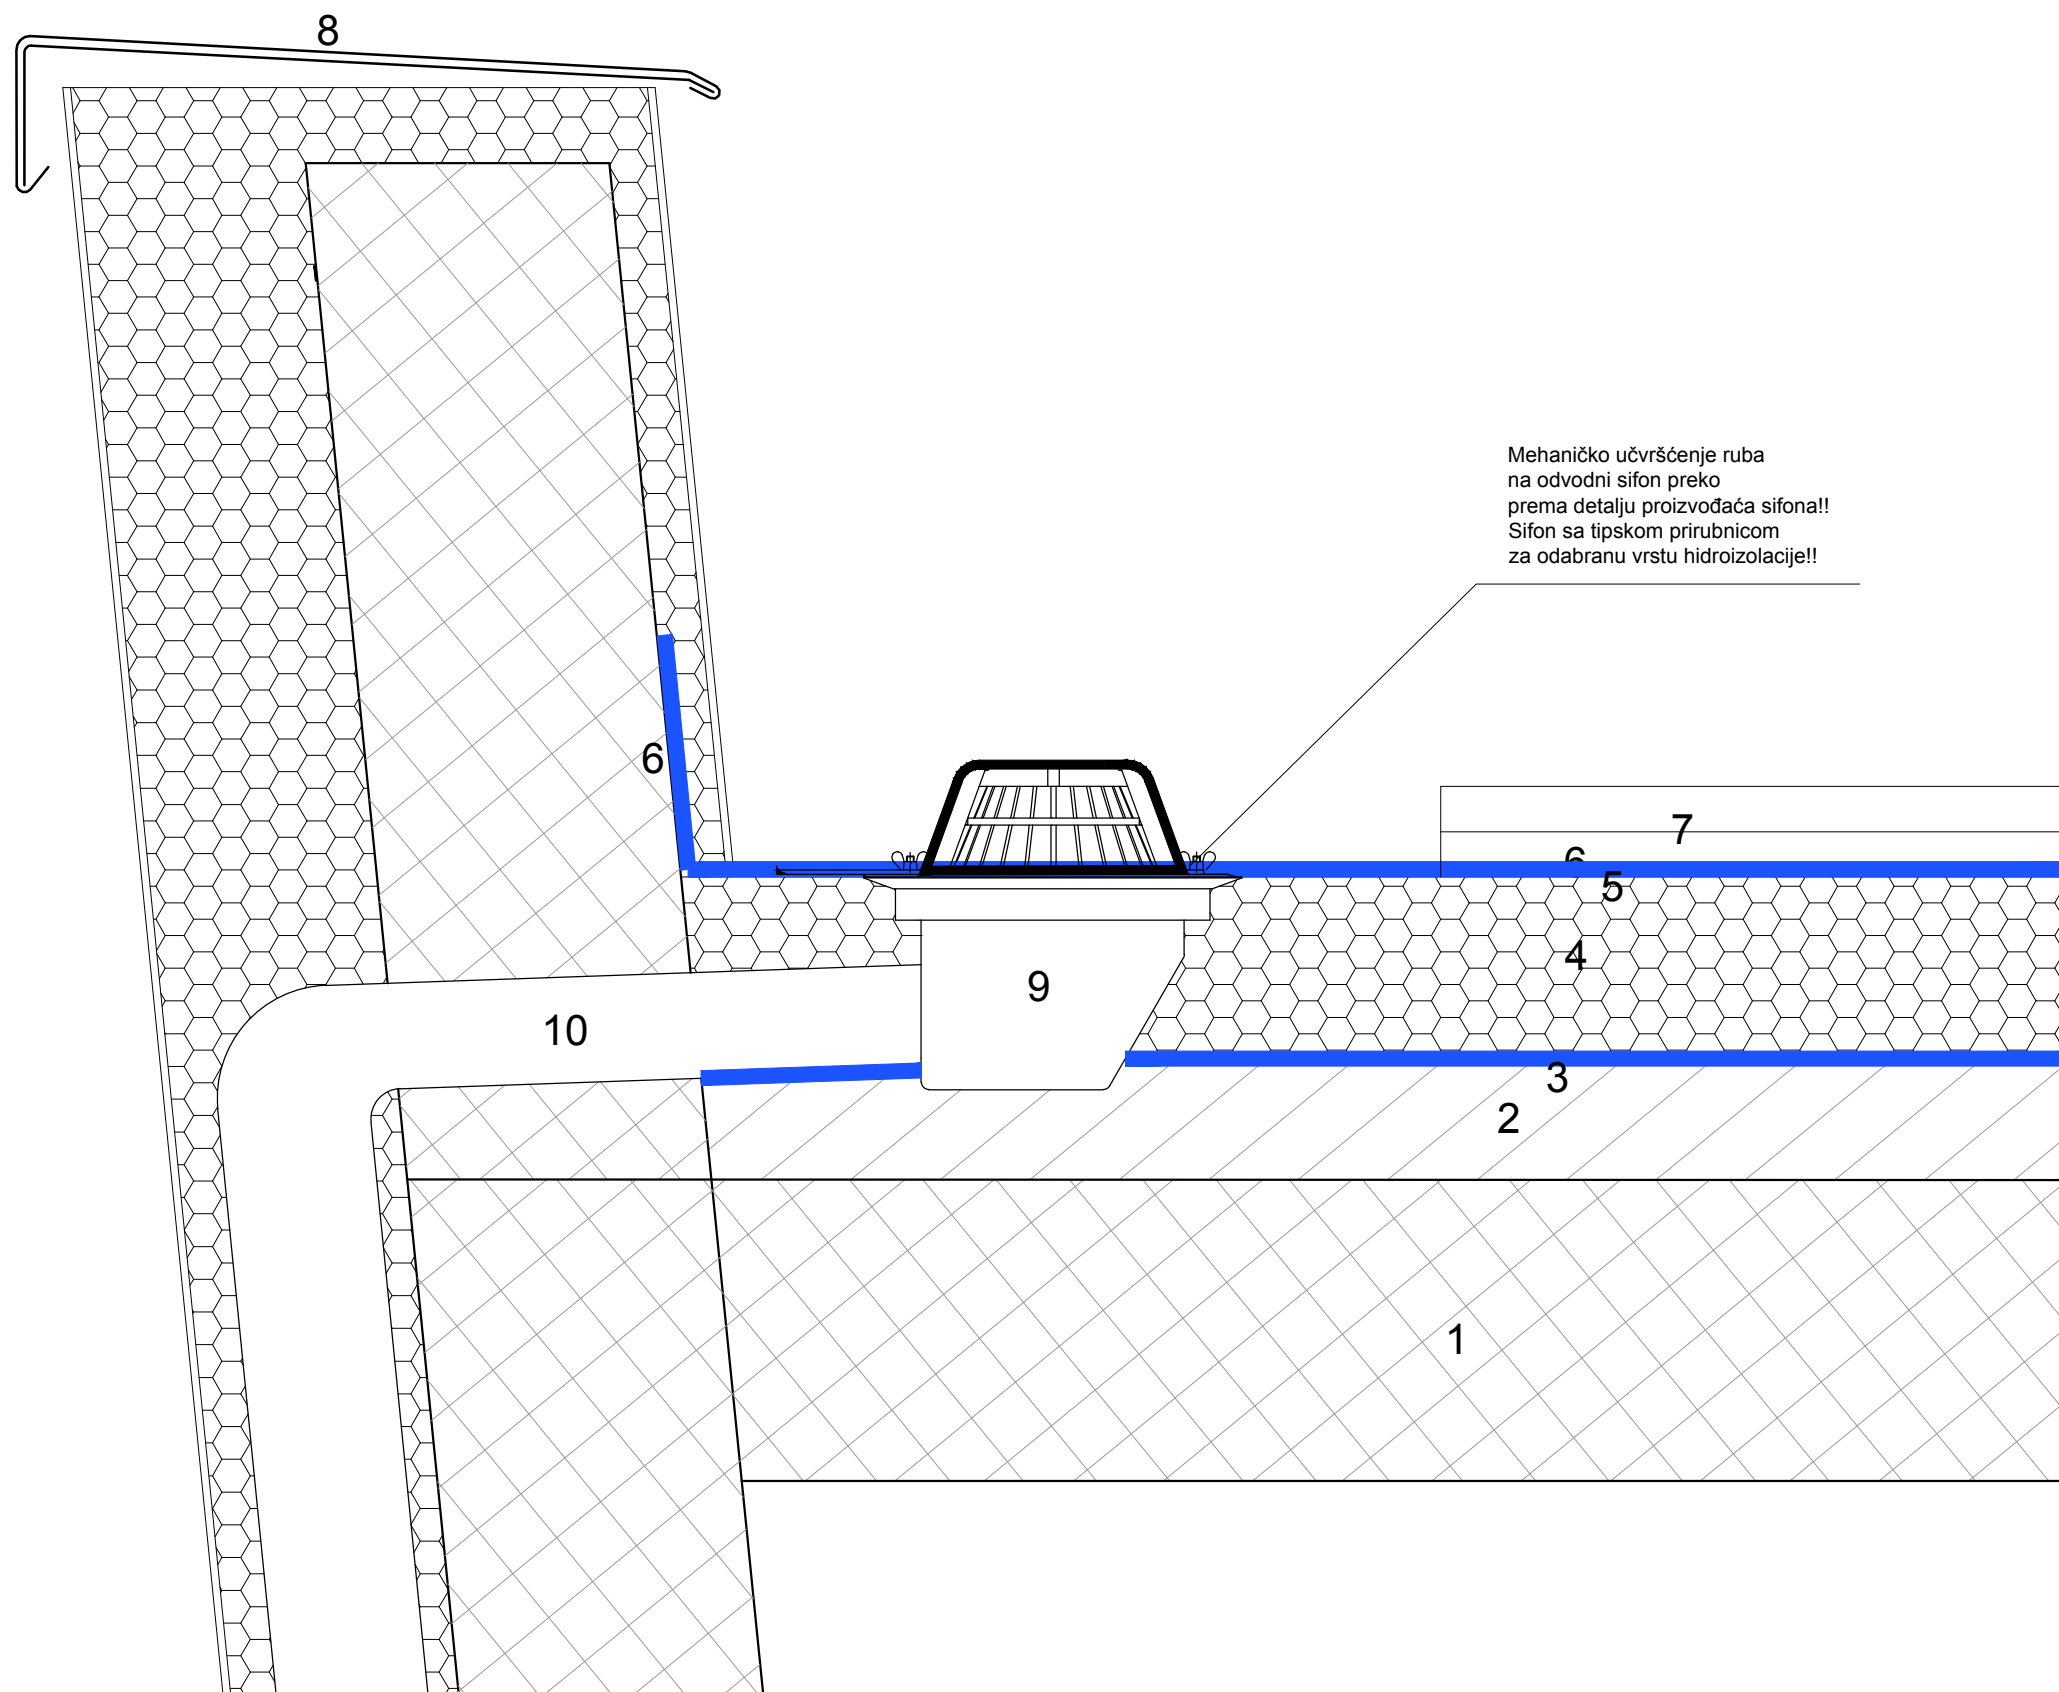 8
Mehaničko učvršćenje ruba
na odvodni sifon preko
prema detalju proizvođaća sifona!!
Sifon sa tipskom prirubnicom
za odabranu vrstu hidroizolacije!!
6
7
6
5
4
9
10
3
2
1